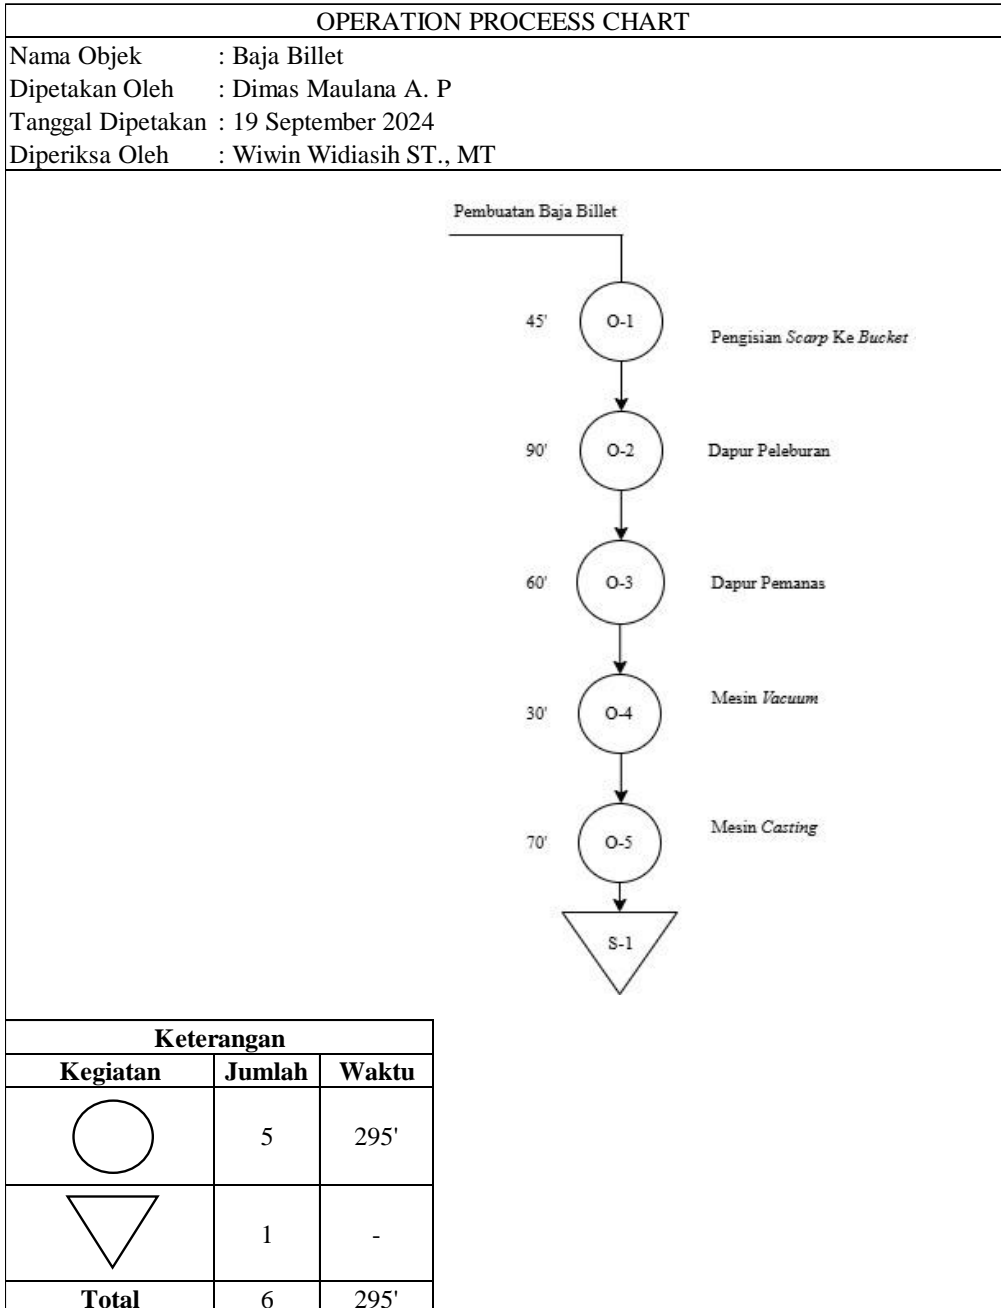 OPERATION PROCEESS CHART
Nama Objek : Baja Billet
Dipetakan Oleh : Dimas Maulana A. P
Tanggal Dipetakan : 19 September 2024
Diperiksa Oleh : Wiwin Widiasih ST., MT
Pembuatan Baja Billet
45' O-1 Pengisian Scarp Ke Bucket
90' O-2 Dapur Peleburan
60' O-3 Dapur Pemanas
30' O-4 Mesin Vacuum
70' O-5 Mesin Casting
S-1
Keterangan
Kegiatan Jumlah Waktu
5 295'
1 -
Total 6 295'